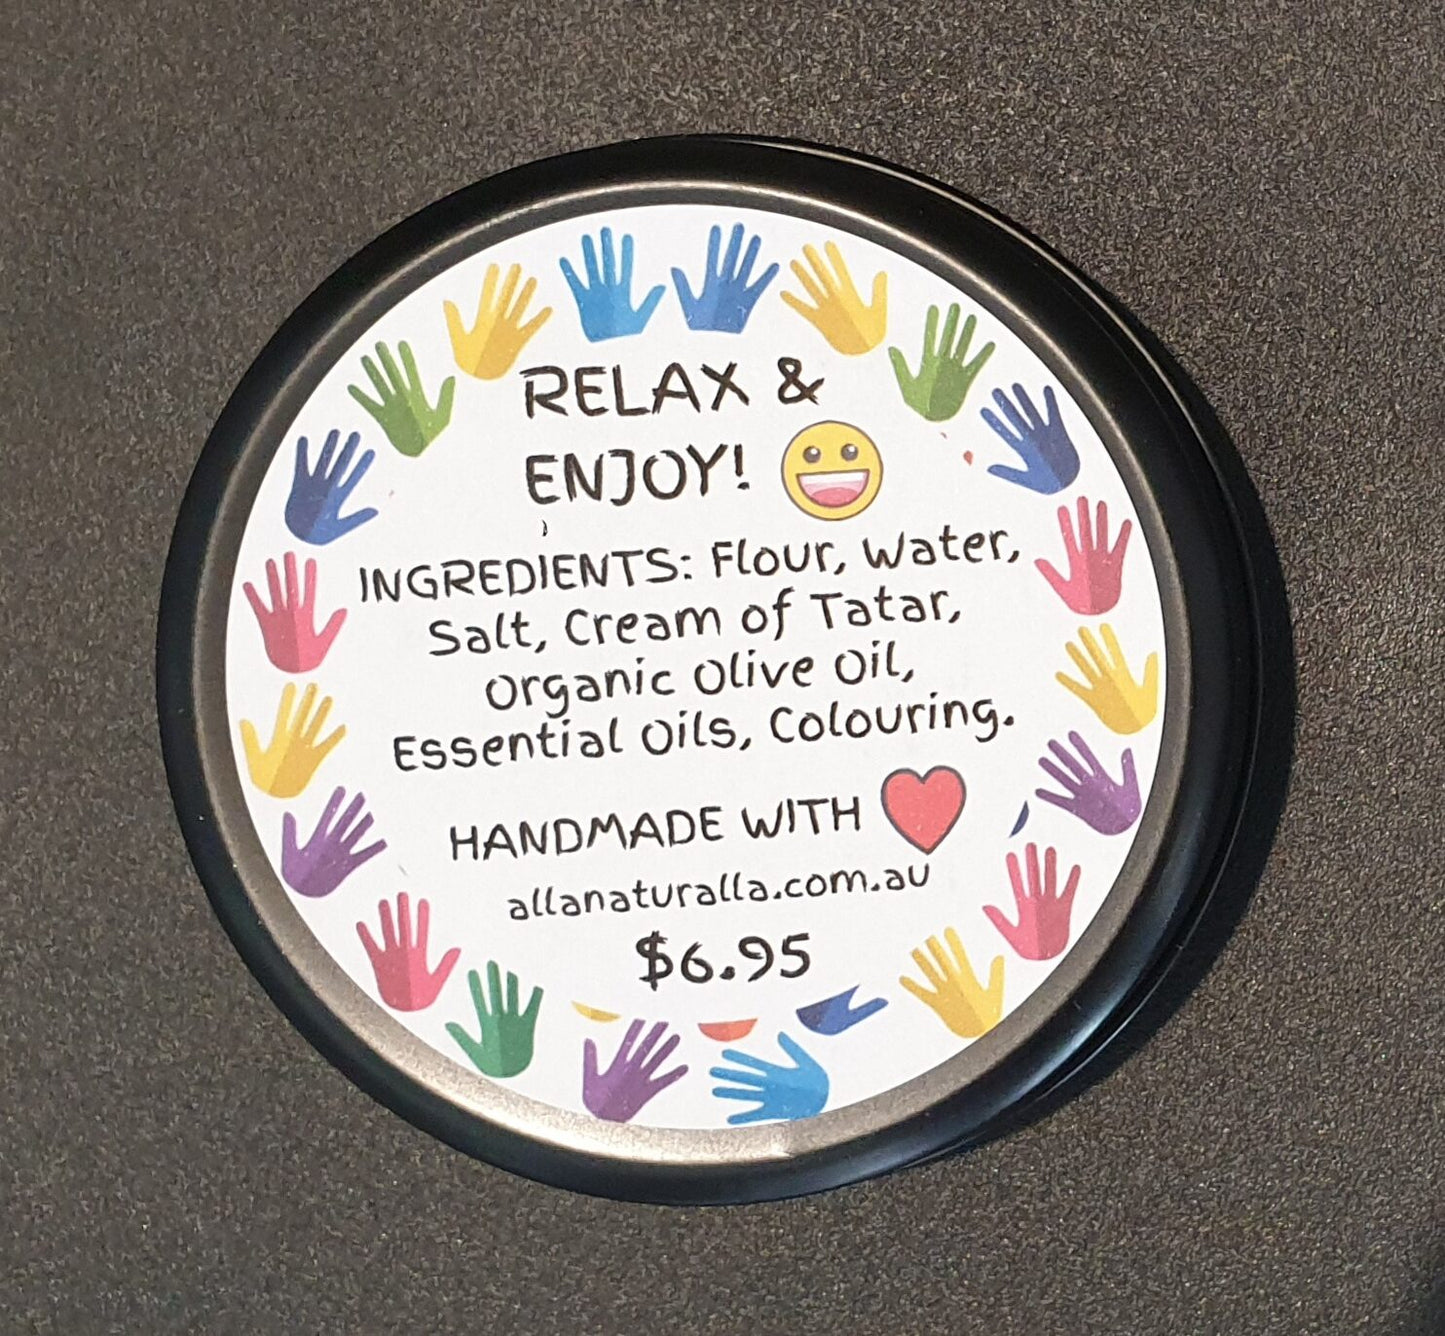 RELAX &
ENJOY!
INGREDIENTS: Flour, Water,
Salt, Cream of Tatar,
Organic Olive Oil,
Essential Oils, Colouring.
HANDMADE WITH
allanaturalla.com.au
$6.95